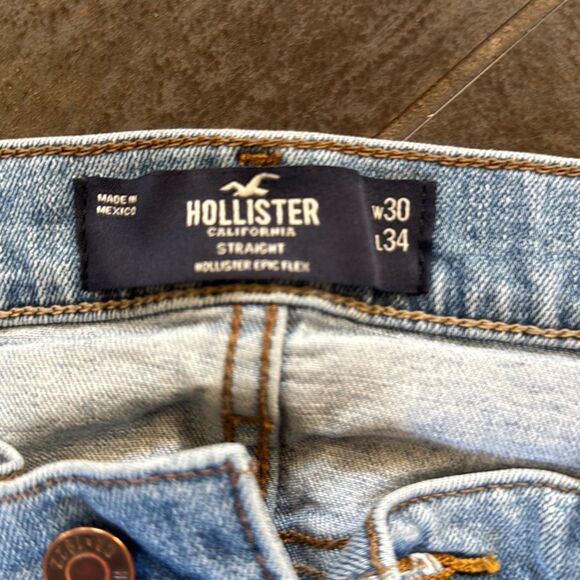 MADE IN
MEXICO
HOLLISTER
CALIFORNIA
STRAIGHT
HOLLISTER EPIC FLEX
W30
L34